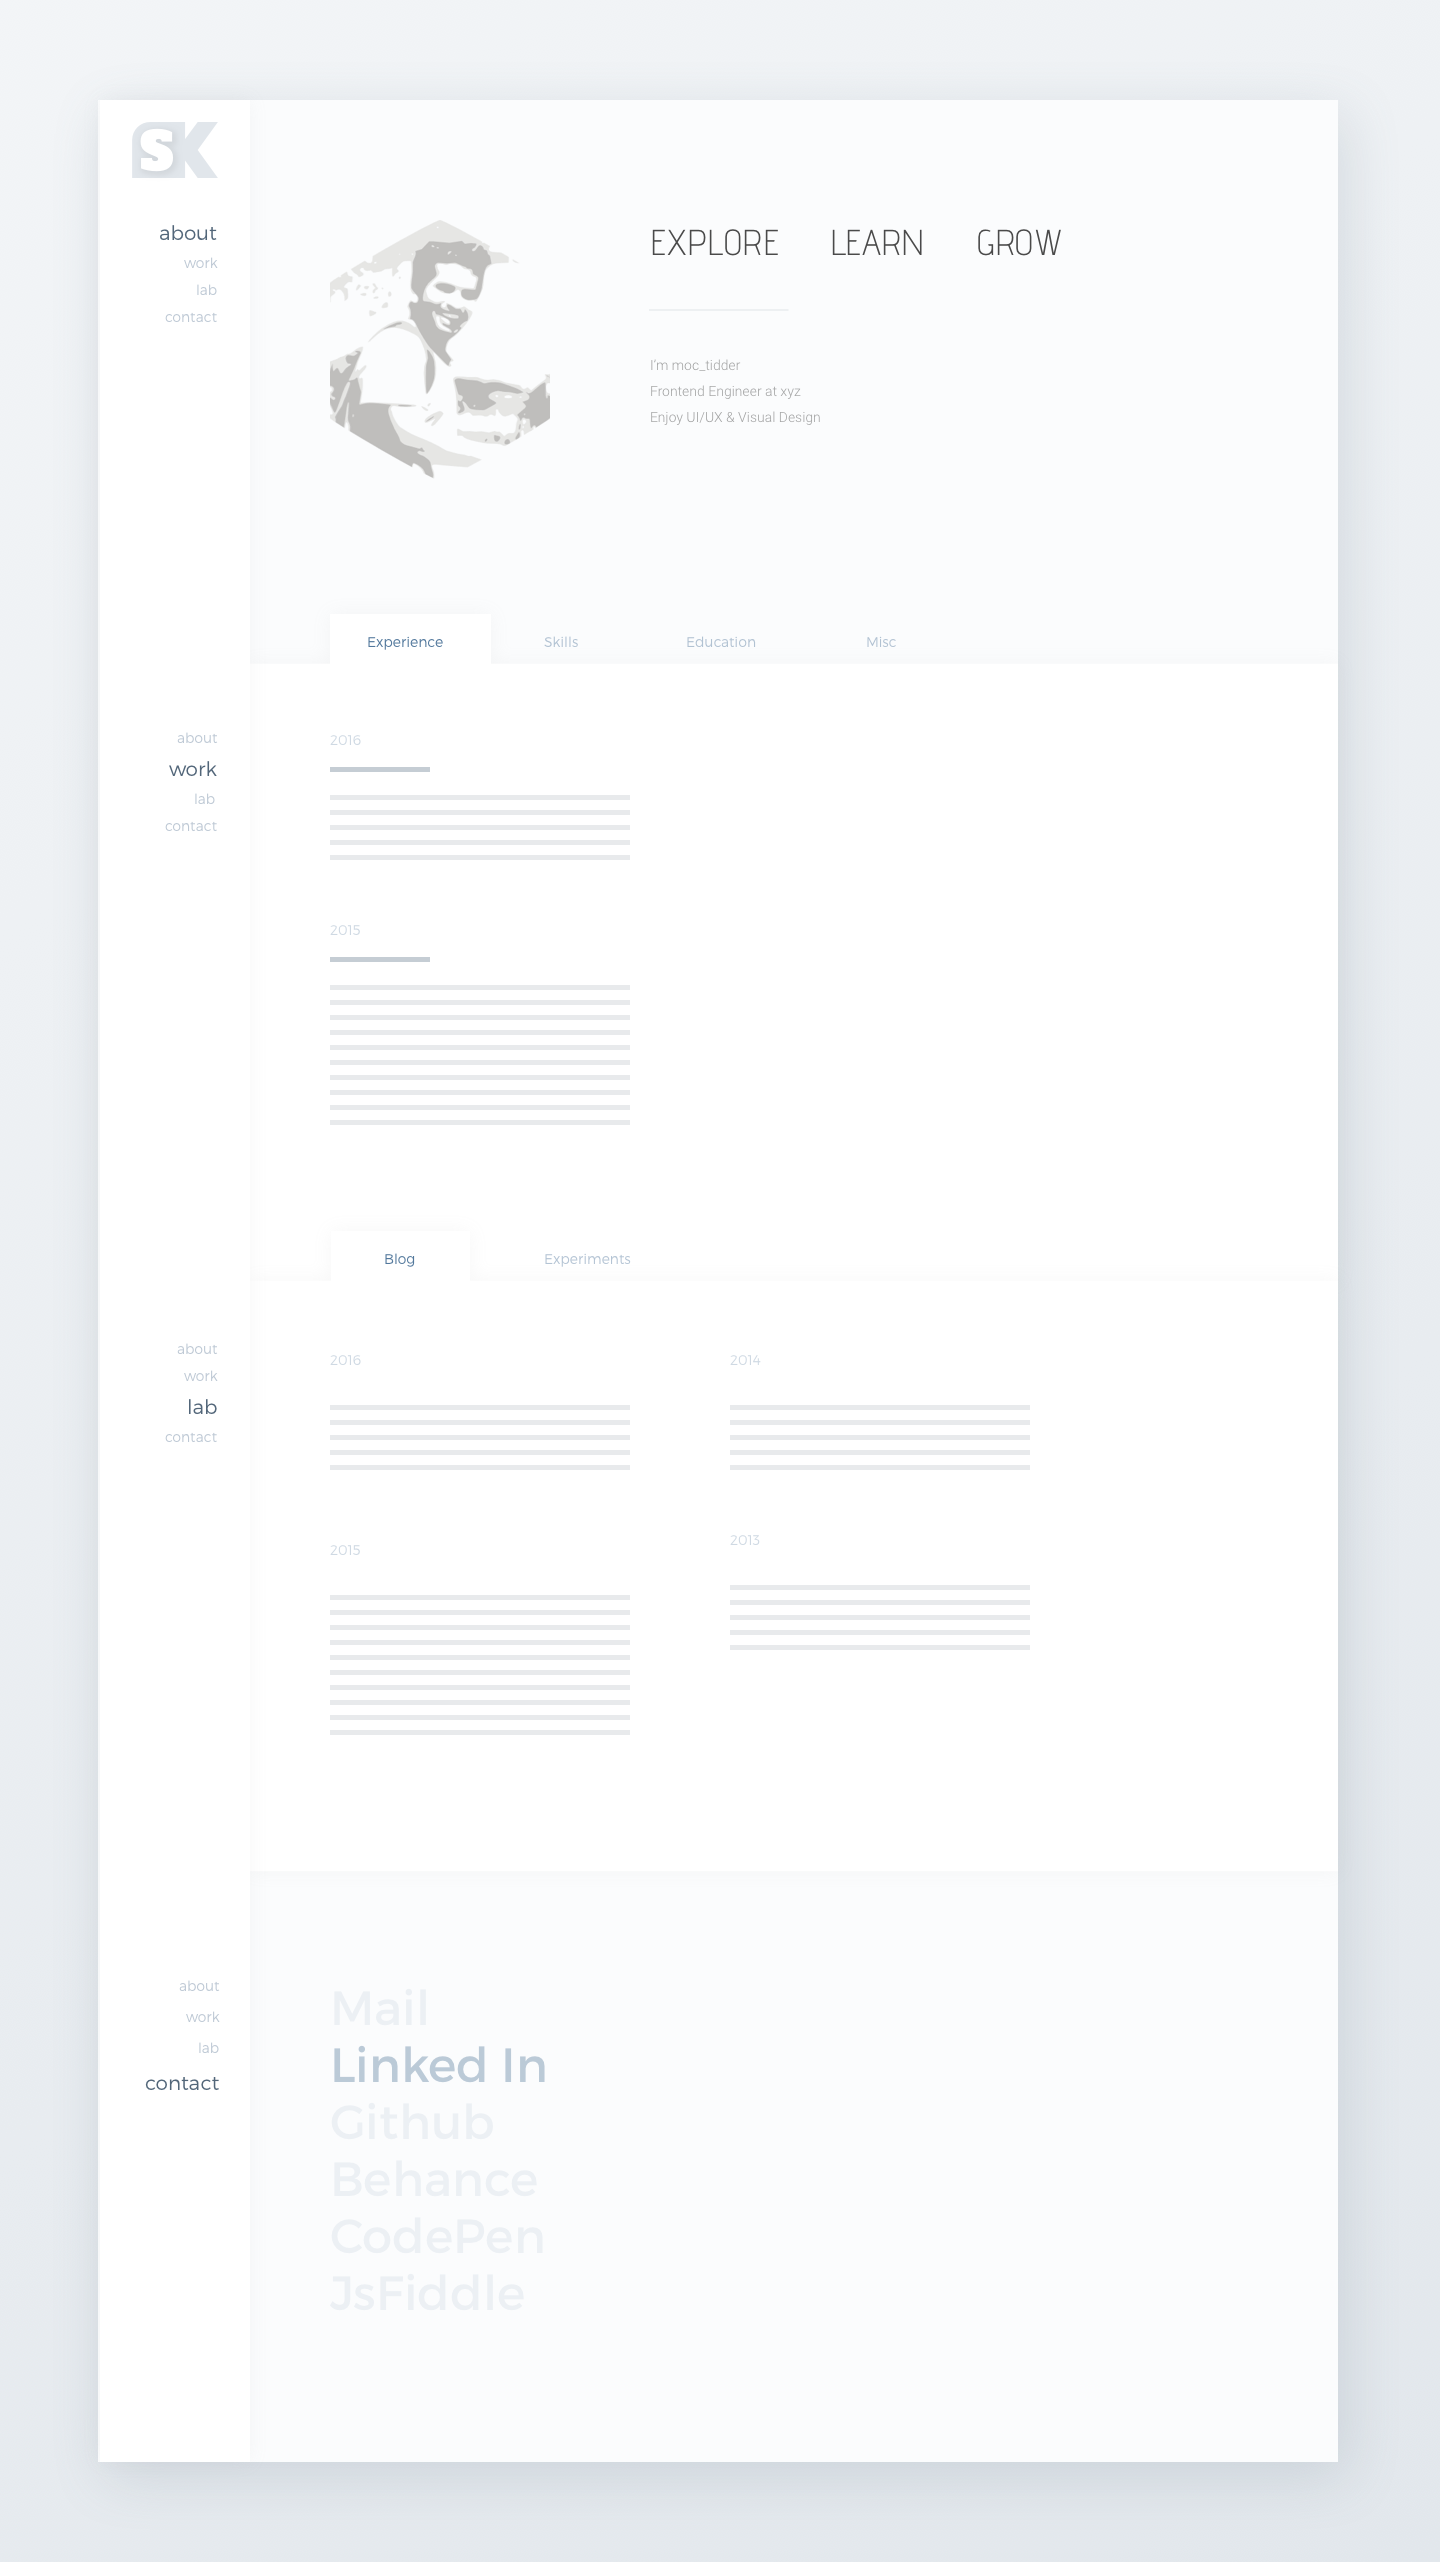 SK
about
work
lab
contact
EXPLORE LEARN GROW
I'm moc_tidder
Frontend Engineer at xyz
Enjoy UI/UX & Visual Design
Experience Skills Education Misc
about
work
lab
contact
2016
2015
Blog Experiments
about
work
lab
contact
2016
2015
2014
2013
about
work
lab
contact
Mail
Linked In
Github
Behance
CodePen
JsFiddle